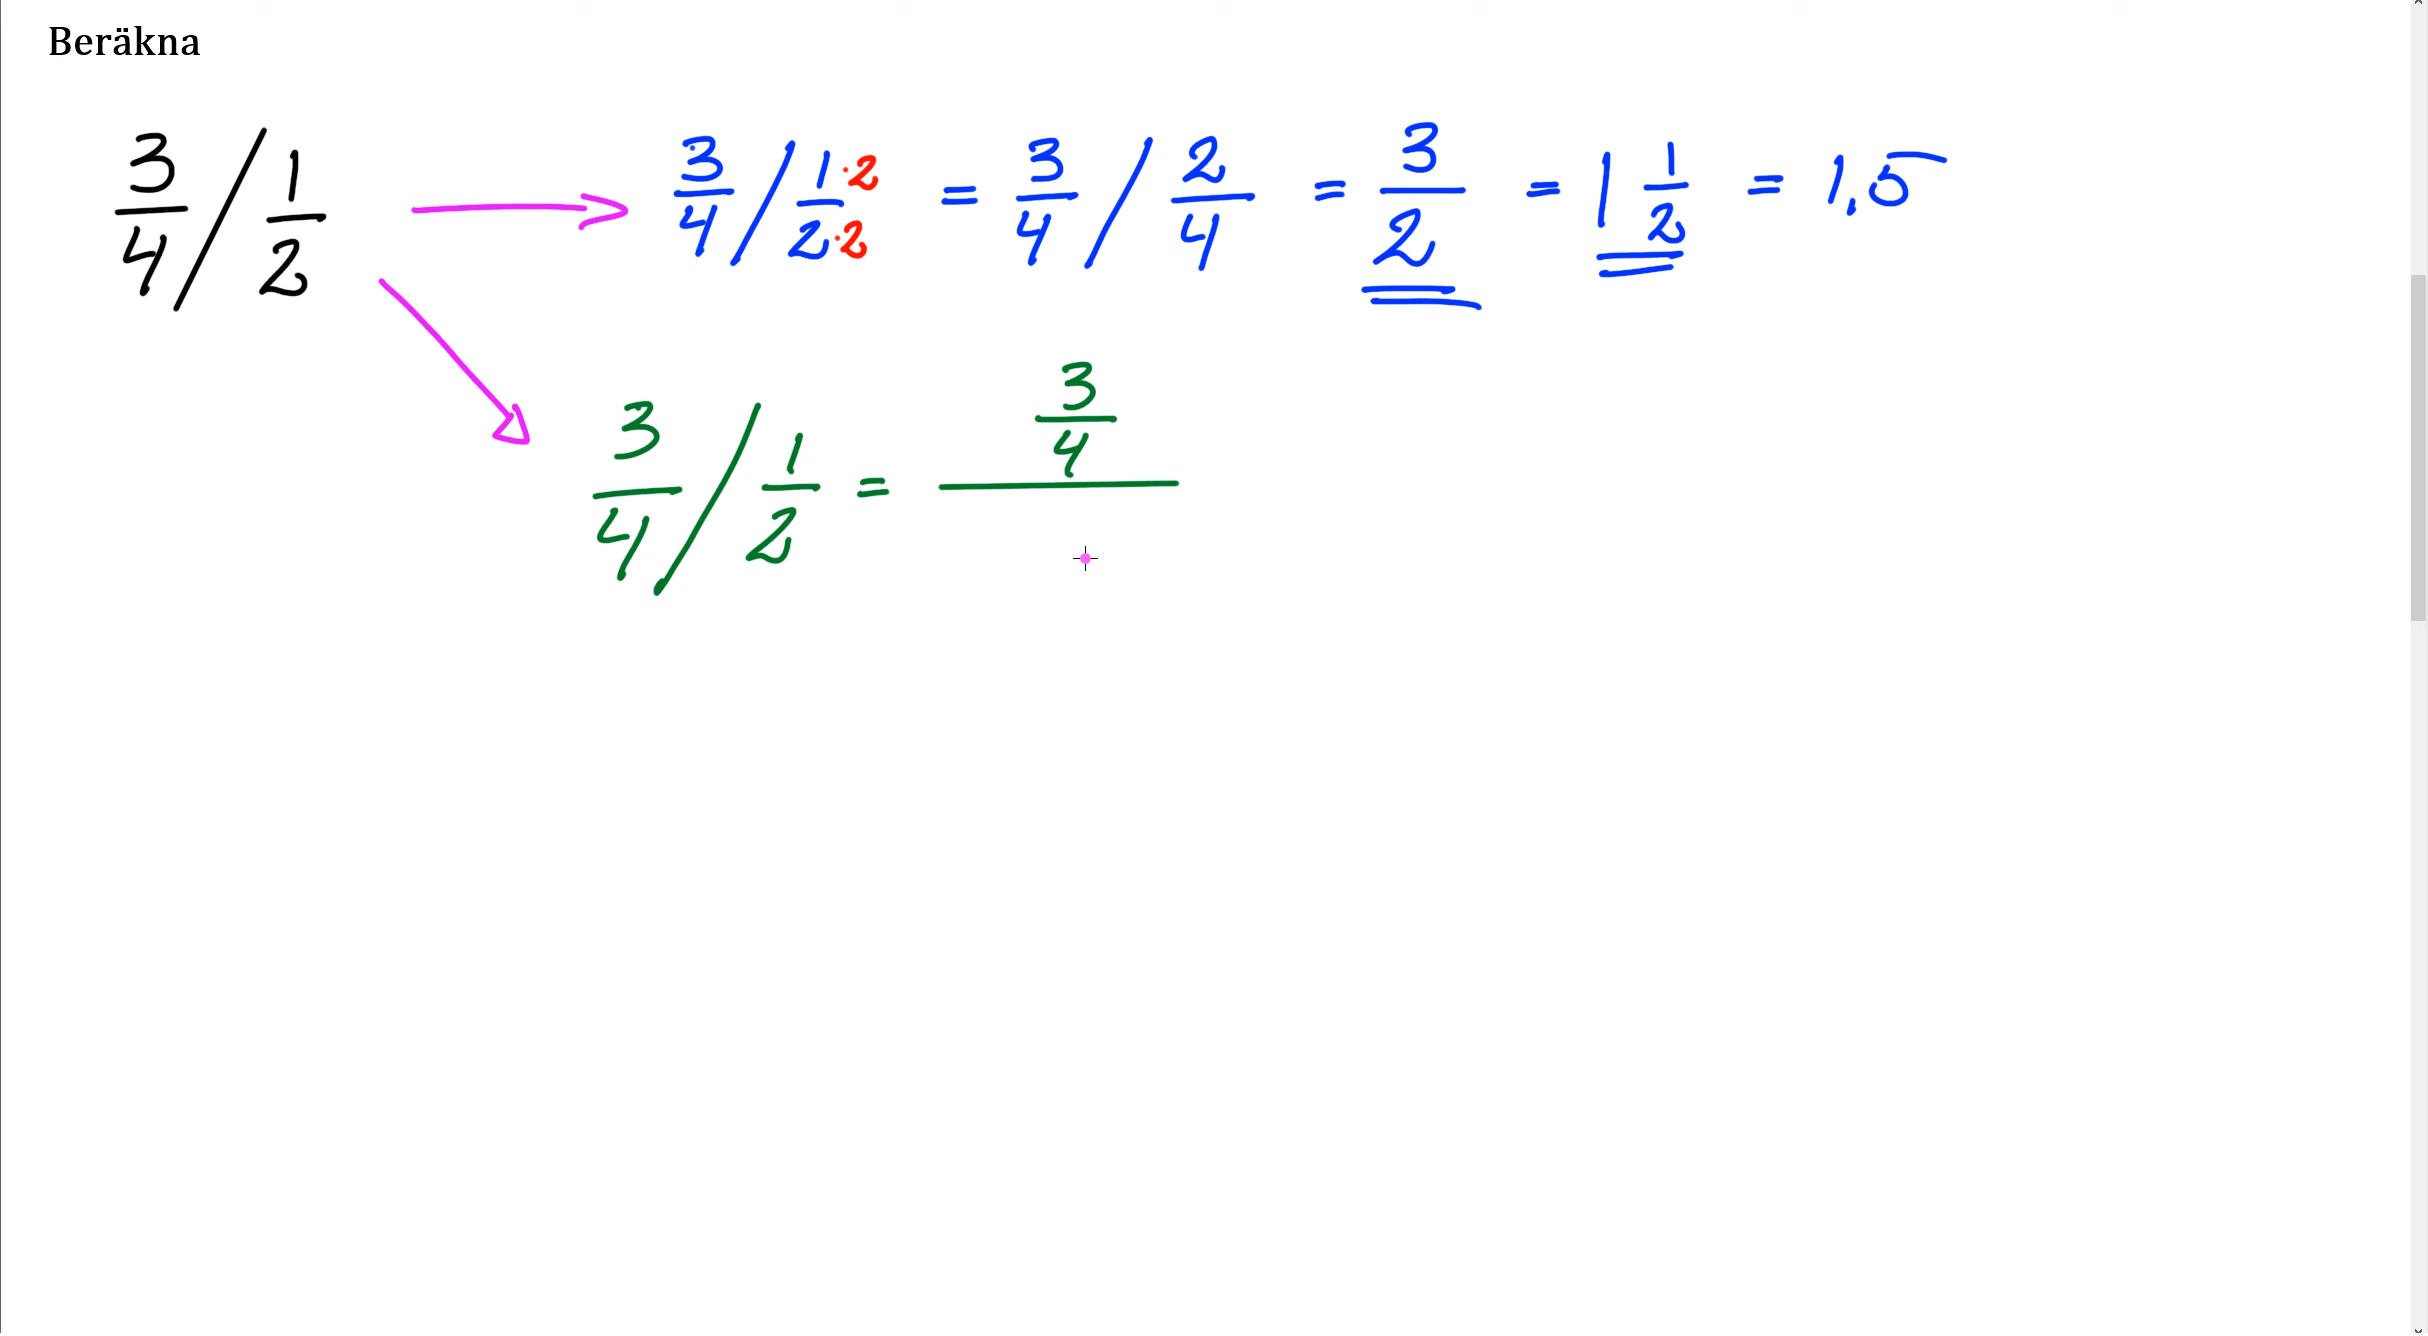 Beräkna
3/4 / 1/2 → 3/4 / 1·2/2·2 = 3/4 / 2/4 = 3/2 = 1 1/2 = 1,5
3/4 / 1/2 = 3/4